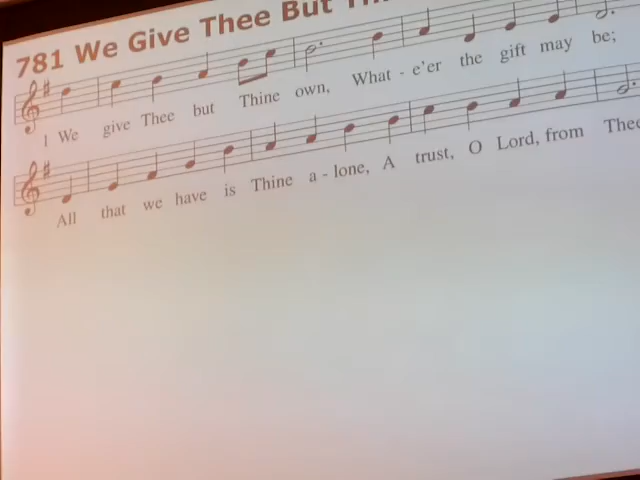 781 We Give Thee But
1 We give Thee but Thine own, What - e'er the gift may be;
All that we have is Thine a - lone, A trust, O Lord, from Thee